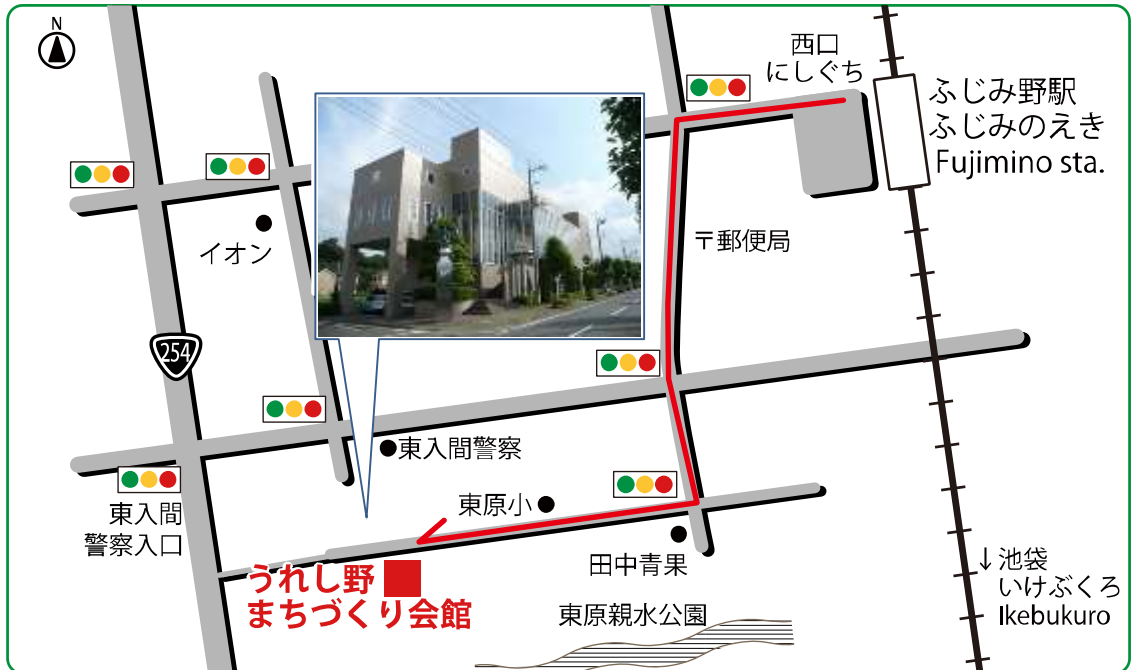 N
西口
にしぐち
ふじみ野駅
ふじみのえき
Fujimino sta.
イオン
〒郵便局
254
東入間警察
東入間
警察入口
東原小
田中青果
うれし野
まちづくり会館
東原親水公園
↓池袋
いけぶくろ
Ikebukuro